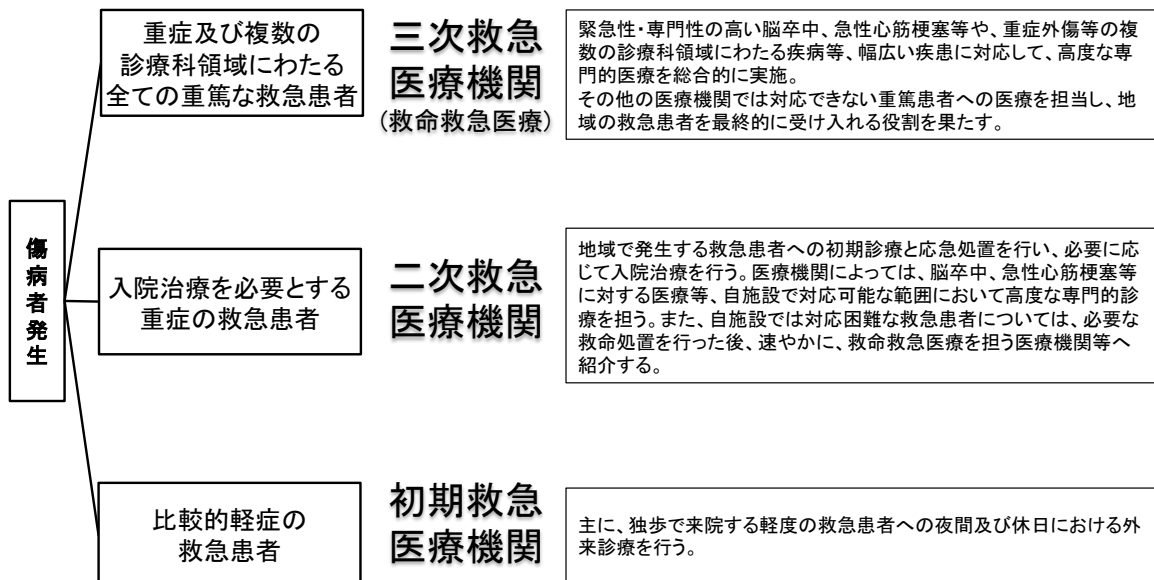 傷病者発生
重症及び複数の
診療科領域にわたる
全ての重篤な救急患者
三次救急
医療機関
(救命救急医療)
緊急性・専門性の高い脳卒中、急性心筋梗塞等や、重症外傷等の複
数の診療科領域にわたる疾病等、幅広い疾患に対応して、高度な専
門的医療を総合的に実施。
その他の医療機関では対応できない重篤患者への医療を担当し、地
域の救急患者を最終的に受け入れる役割を果たす。
入院治療を必要とする
重症の救急患者
二次救急
医療機関
地域で発生する救急患者への初期診療と応急処置を行い、必要に応
じて入院治療を行う。医療機関によっては、脳卒中、急性心筋梗塞等
に対する医療等、自施設で対応可能な範囲において高度な専門的診
療を担う。また、自施設では対応困難な救急患者については、必要な
救命処置を行った後、速やかに、救命救急医療を担う医療機関等へ
紹介する。
比較的軽症の
救急患者
初期救急
医療機関
主に、独歩で来院する軽度の救急患者への夜間及び休日における外
来診療を行う。